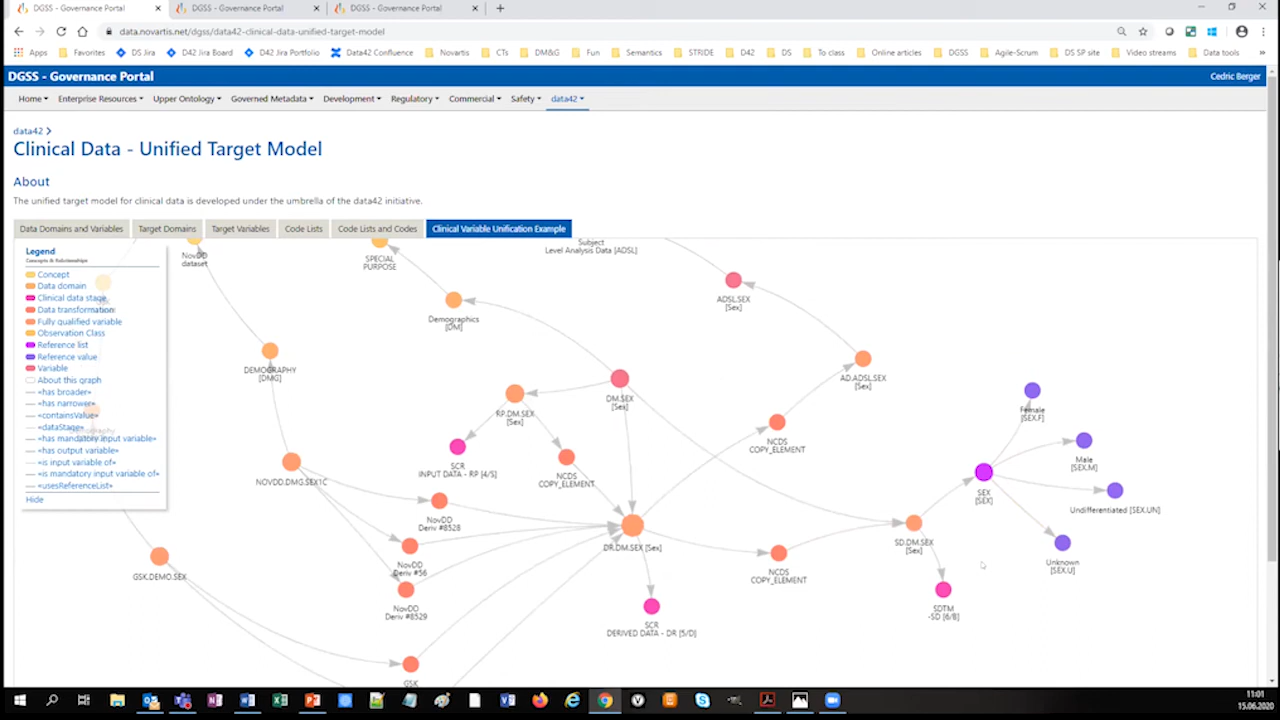 DGSS - Governance Portal
DGSS - Governance Portal
DGSS - Governance Portal
data.novartis.net/dgss/data42-clinical-data-unified-target-model
Apps Favorites DS Jira D42 Jira Board D42 Jira Portfolio Data42 Confluence Novartis CTs DM&G Fun Semantics STRIDE D42 DS To class Online articles DGSS Agile-Scrum DS SP site Video streams Data tools »
DGSS - Governance Portal
Cedric Berger
Home Enterprise Resources Upper Ontology Governed Metadata Development Regulatory Commercial Safety data42
data42 >
Clinical Data - Unified Target Model
About
The unified target model for clinical data is developed under the umbrella of the data42 initiative.
Data Domains and Variables Target Domains Target Variables Code Lists Code Lists and Codes Clinical Variable Unification Example
Legend
Concepts & Relationships
Concept
Data domain
Clinical data stage
Data transformation
Fully qualified variable
Observation Class
Reference list
Reference value
Variable
About this graph
«has broader»
«has narrower»
«containsValue»
«dataStage»
«has mandatory input variable»
«has output variable»
«is input variable of»
«is mandatory input variable of»
«usesReferenceList»
Hide
NovDD
dataset
SPECIAL
PURPOSE
Subject
Level Analysis Data [ADSL]
ADSL.SEX
[Sex]
Demographics
[DM]
DEMOGRAPHY
[DMG]
AD.ADSL.SEX
[Sex]
DM.SEX
[Sex]
RP.DM.SEX
[Sex]
Female
[SEX.F]
NCDS
COPY_ELEMENT
SCR
INPUT DATA - RP [4/S]
NCDS
COPY_ELEMENT
Male
[SEX.M]
NOVDD.DMG.SEX1C
SEX
[SEX]
Undifferentiated [SEX.UN]
NovDD
Deriv #8528
DR.DM.SEX [Sex]
SD.DM.SEX
[Sex]
Unknown
[SEX.U]
NovDD
Deriv #56
NCDS
COPY_ELEMENT
GSK.DEMO.SEX
NovDD
Deriv #8529
SDTM
-SD [6/B]
SCR
DERIVED DATA - DR [5/D]
GSK
11:01
15.06.2020